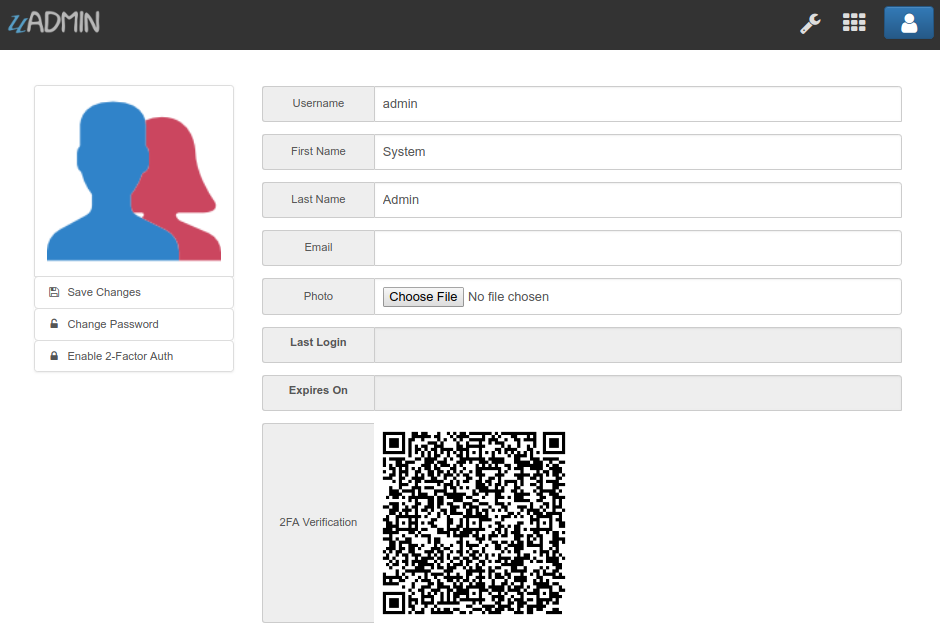 uADMIN
Username admin
First Name System
Last Name Admin
Email
Photo Choose File No file chosen
Save Changes
Change Password
Last Login
Enable 2-Factor Auth
Expires On
2FA Verification